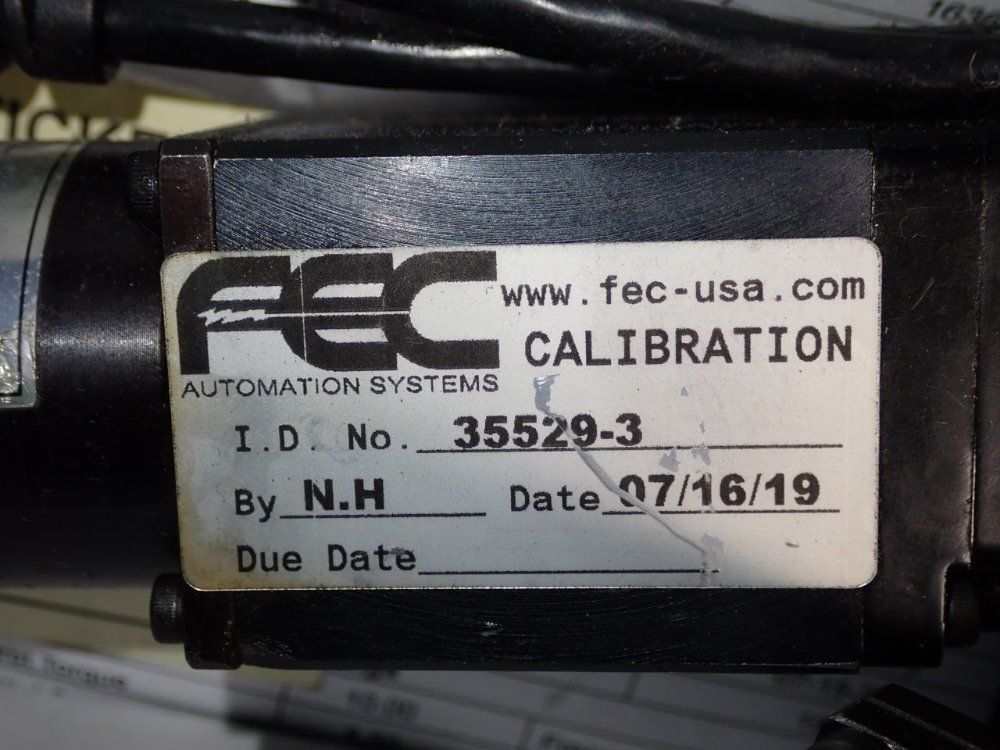 FEC
www.fec-usa.com
CALIBRATION
AUTOMATION SYSTEMS
I.D. No. 35529-3
By N.H Date 07/16/19
Due Date